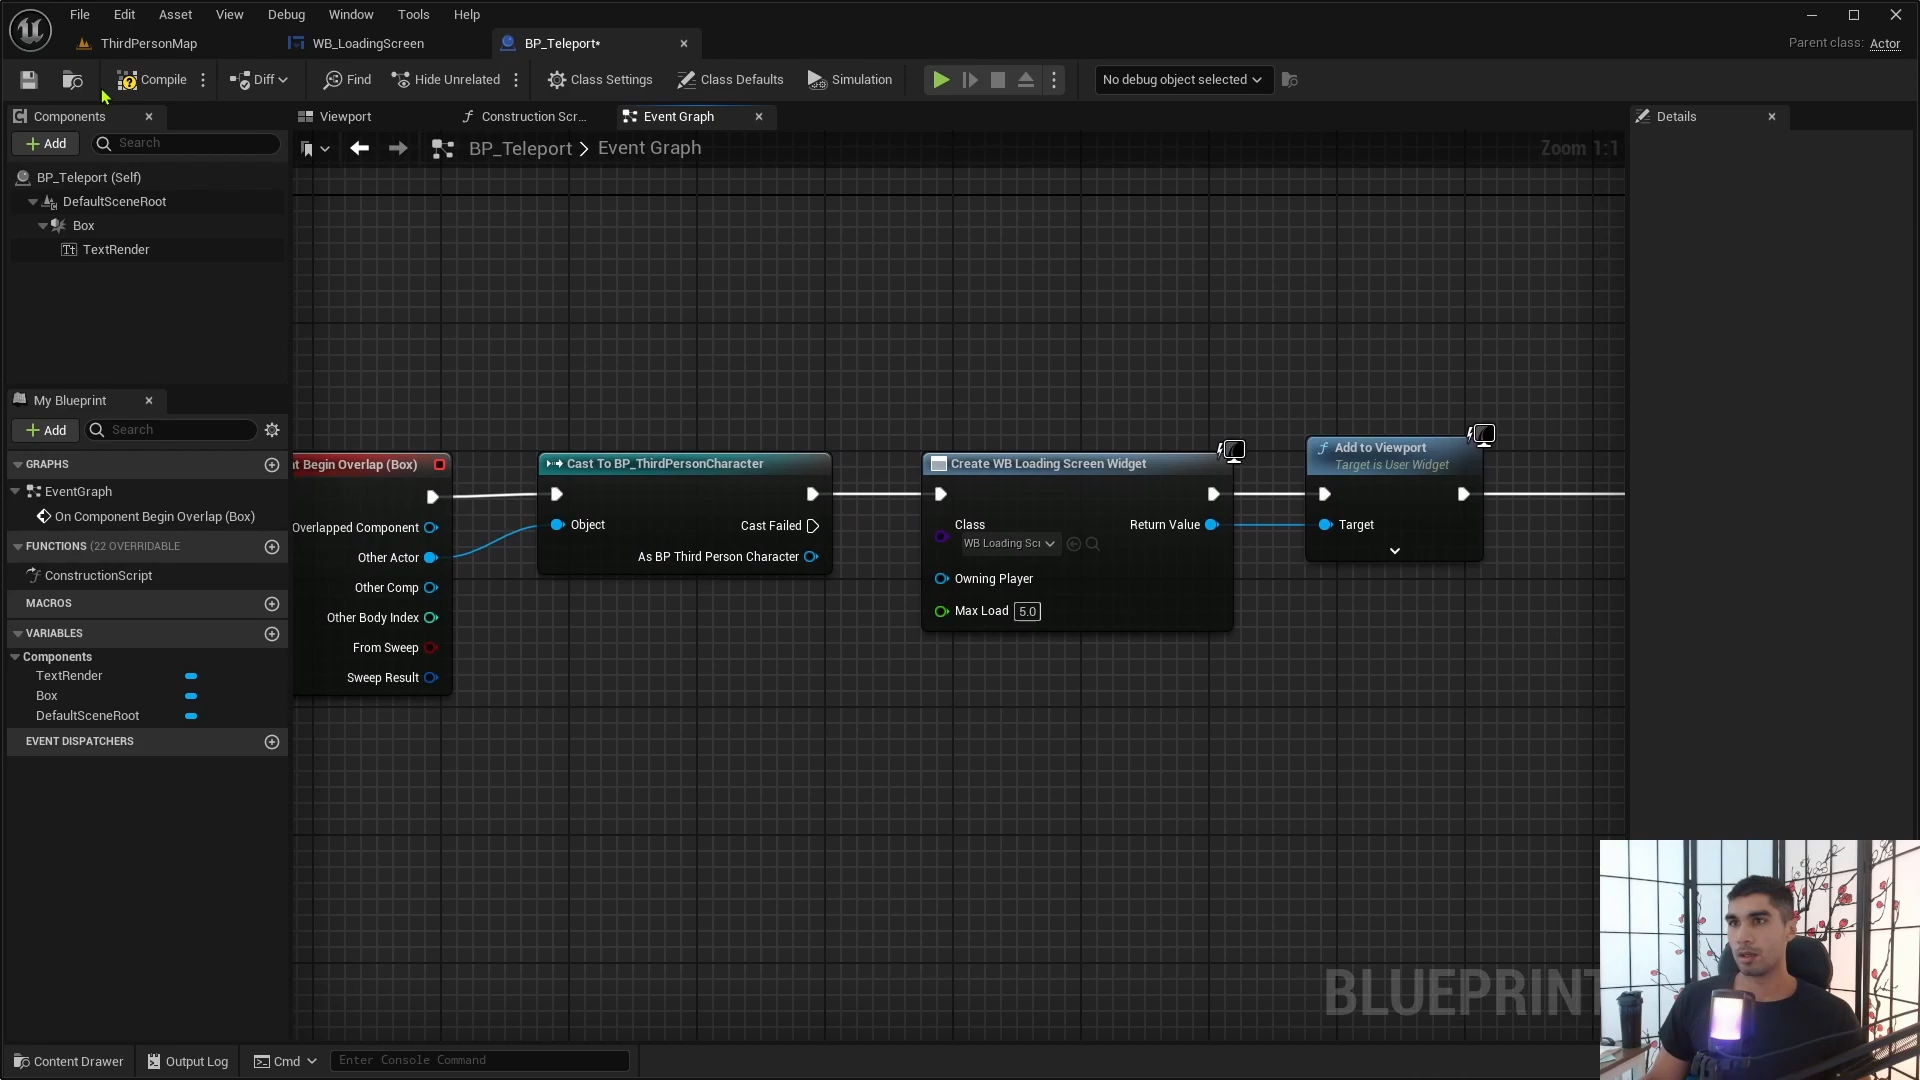 File Edit Asset View Debug Window Tools Help
ThirdPersonMap WB_LoadingScreen BP_Teleport*
Parent class: Actor
Compile Diff Find Hide Unrelated Class Settings Class Defaults Simulation No debug object selected
Components Viewport Construction Scr... Event Graph Details
Add Search
BP_Teleport > Event Graph Zoom 1:1
BP_Teleport (Self)
DefaultSceneRoot
Box
TextRender
My Blueprint
Add Search
GRAPHS
EventGraph
On Component Begin Overlap (Box)
FUNCTIONS (22 OVERRIDABLE
ConstructionScript
MACROS
VARIABLES
Components
TextRender
Box
DefaultSceneRoot
EVENT DISPATCHERS
t Begin Overlap (Box)
Overlapped Component
Other Actor
Other Comp
Other Body Index
From Sweep
Sweep Result
Cast To BP_ThirdPersonCharacter
Object Cast Failed
As BP Third Person Character
Create WB Loading Screen Widget
Class Return Value
WB Loading Scr
Owning Player
Max Load 5.0
Add to Viewport
Target is User Widget
Target
BLUEPRINT
Content Drawer Output Log Cmd Enter Console Command